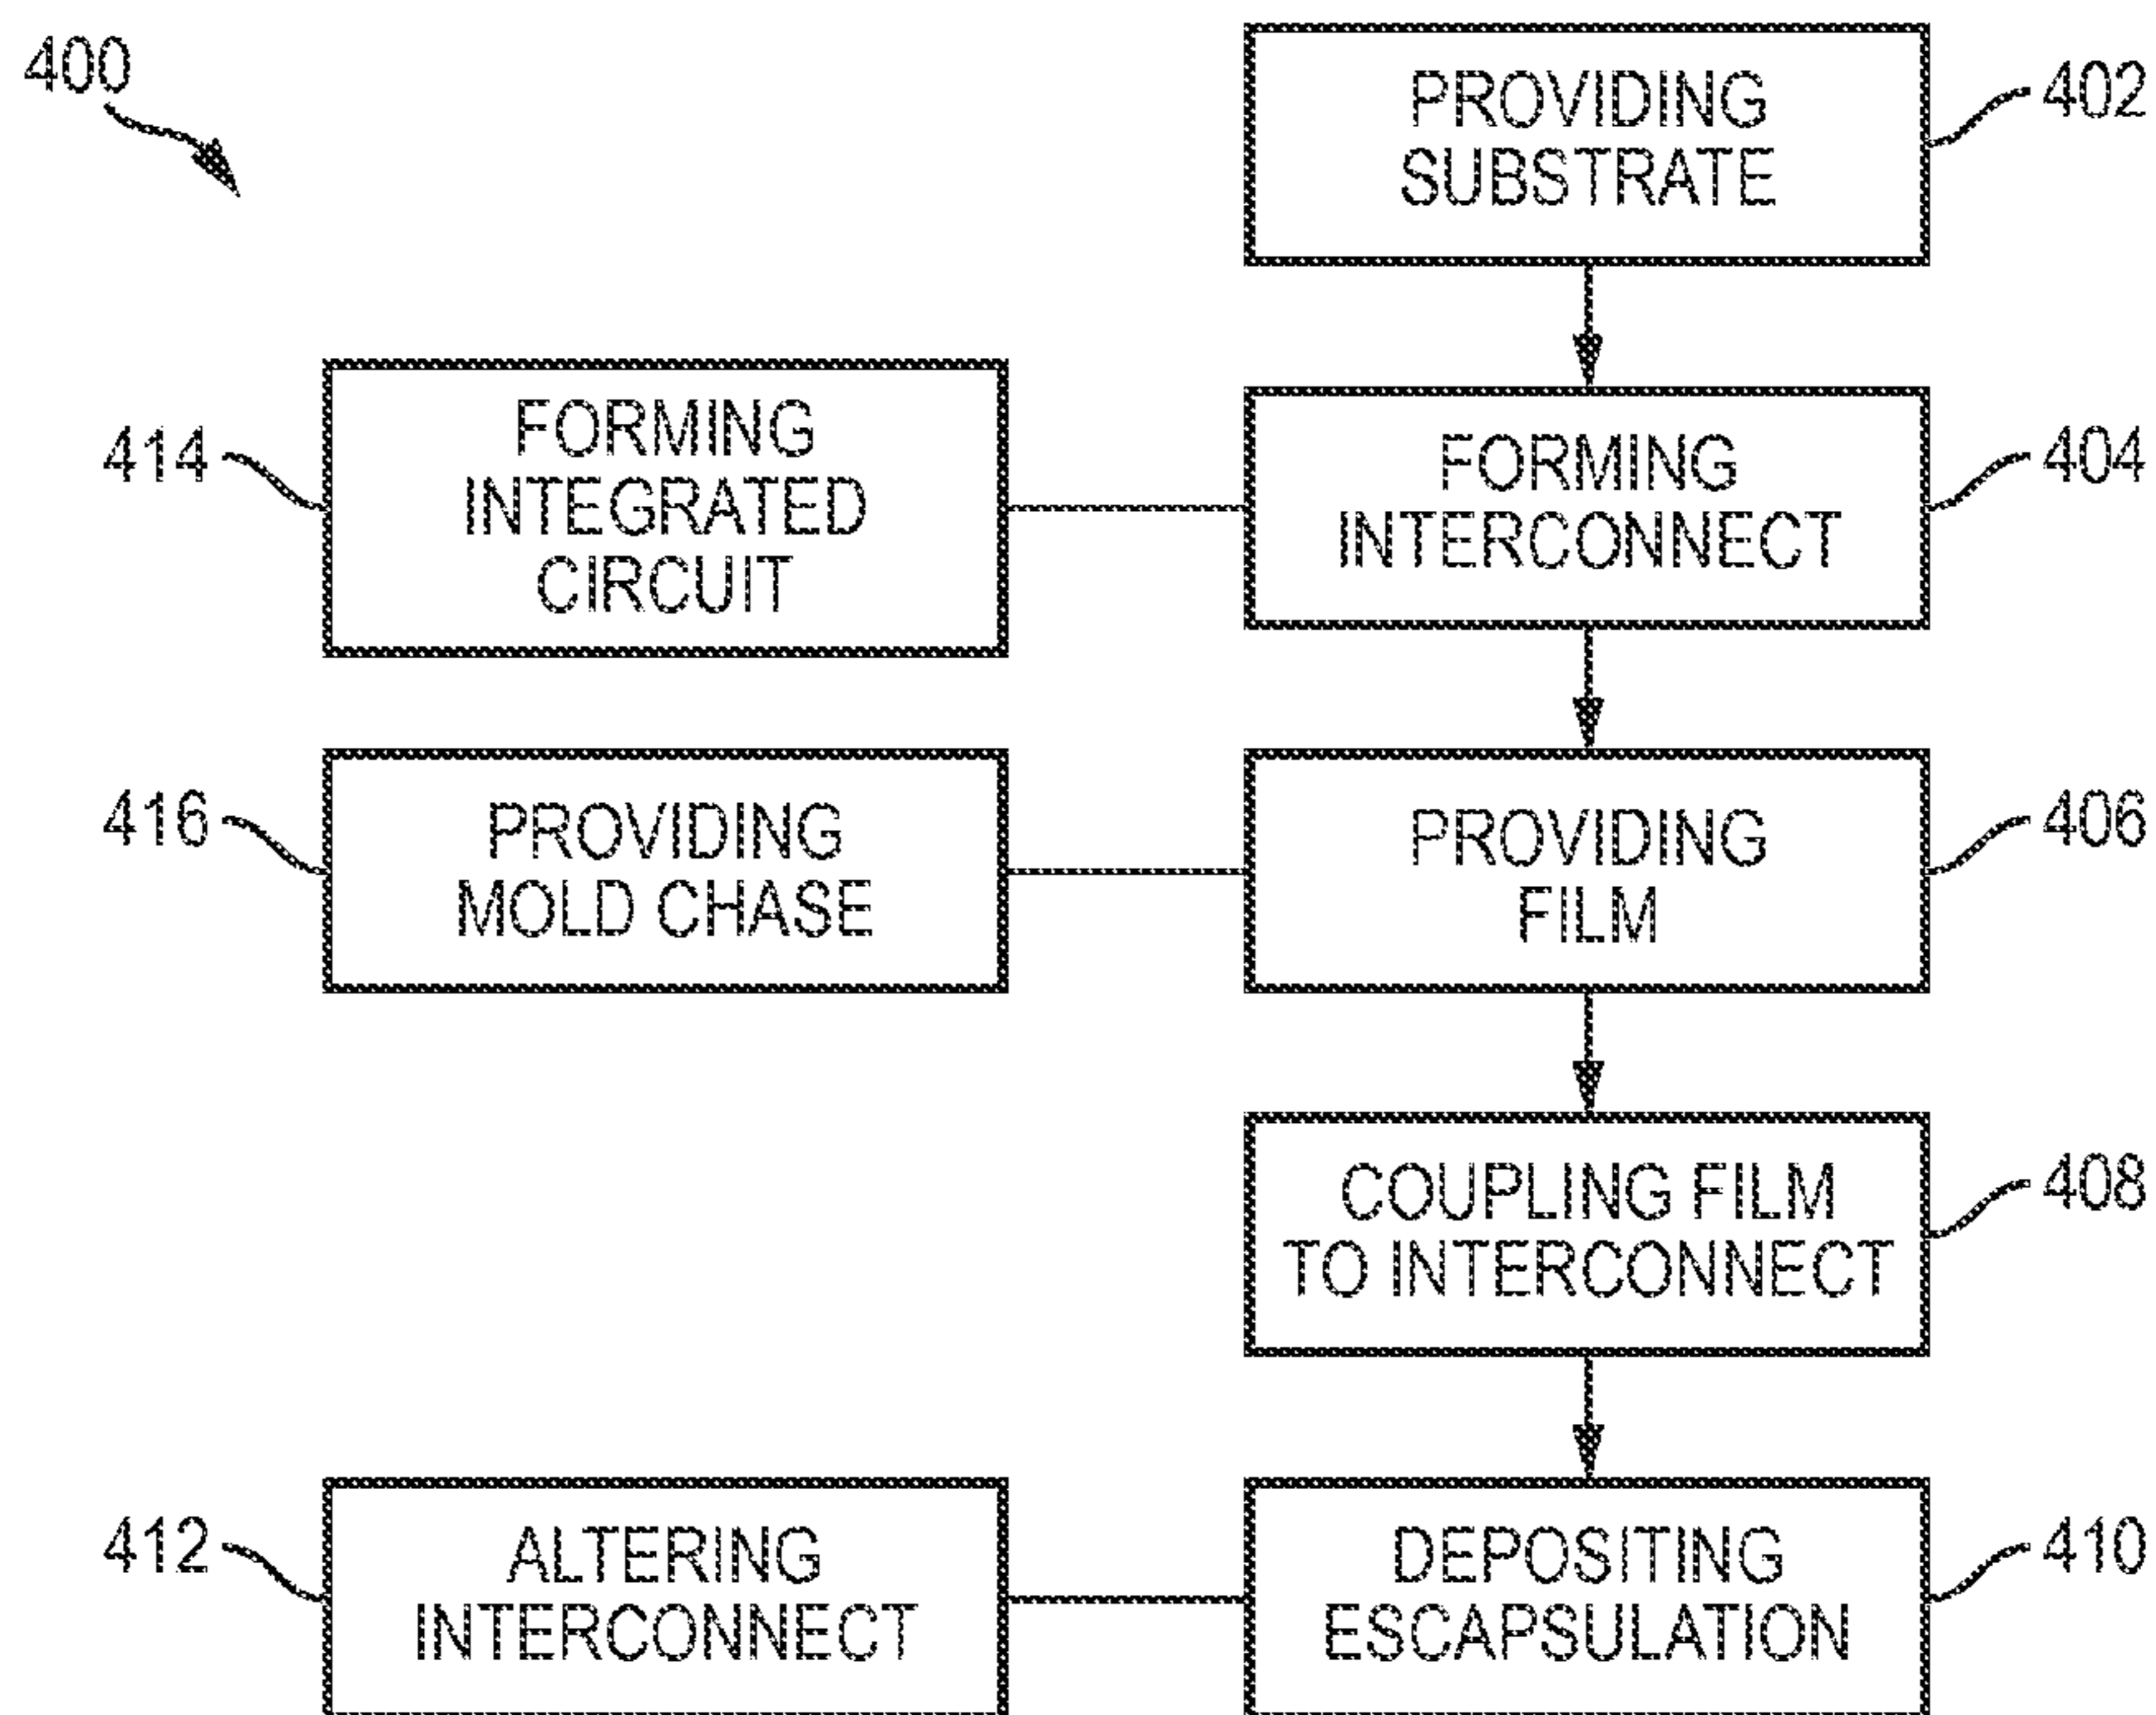 400
PROVIDING
SUBSTRATE
402
414
FORMING
INTEGRATED
CIRCUIT
FORMING
INTERCONNECT
404
416
PROVIDING
MOLD CHASE
PROVIDING
FILM
406
COUPLING FILM
TO INTERCONNECT
408
412
ALTERING
INTERCONNECT
DEPOSITING
ESCAPSULATION
410